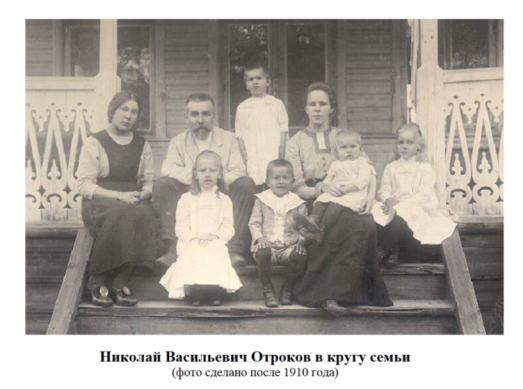 Николай Васильевич Отроков в кругу семьи
(фото сделано после 1910 года)